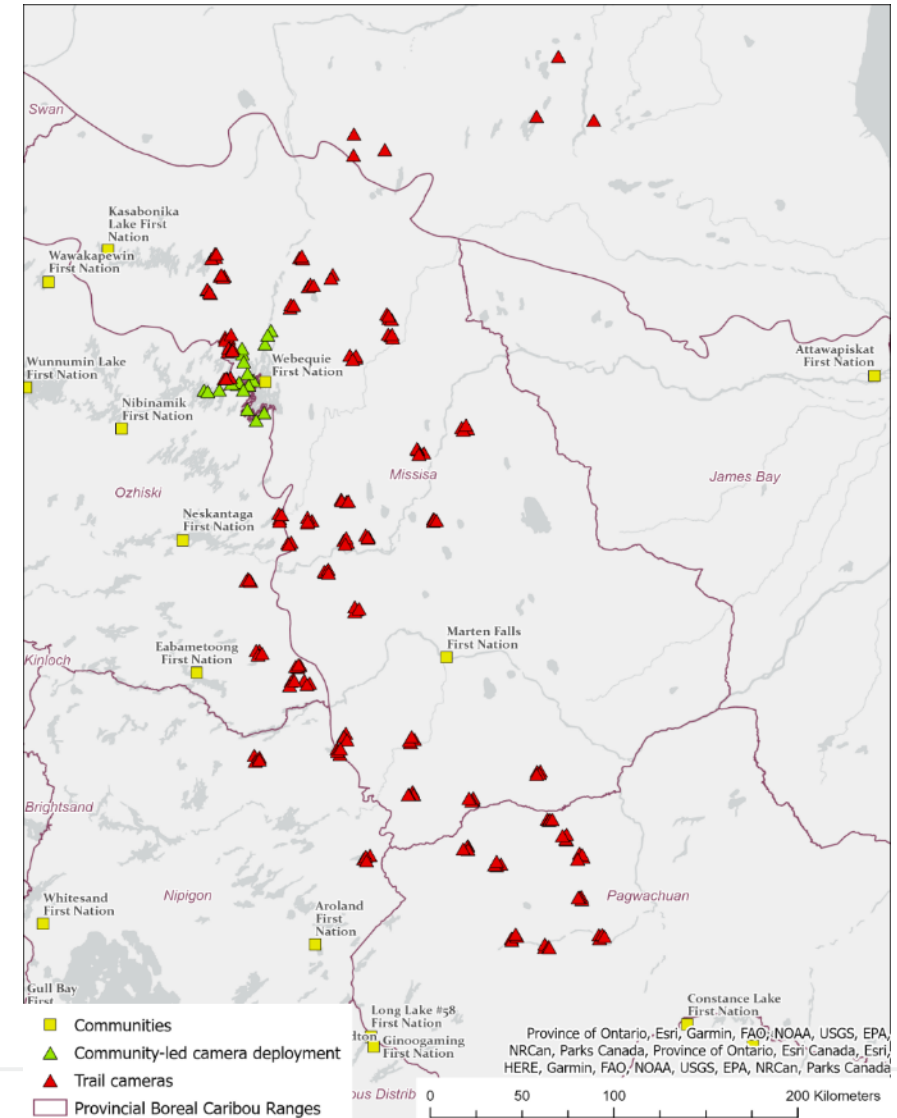 Swan
Kasabonika
Lake First
Nation
Wawakapewin
First Nation
Wunnumin Lake
First Nation
Webequie
First Nation
Attawapiskat
First Nation
Nibinamik
First Nation
Missisa
James Bay
Ozhiski
Neskantaga
First Nation
Marten Falls
First Nation
Eabametoong
First Nation
Kinloch
Brightsand
Nipigon
Pagwachuan
Whitesand
First Nation
Aroland
First
Nation
Gull Bay
First
Constance Lake
First Nation
Long Lake #58
First Nation
lton
Ginoogaming
First Nation
Communities
Community-led camera deployment
Trail cameras
Provincial Boreal Caribou Ranges
Province of Ontario, Esri, Garmin, FAO, NOAA, USGS, EPA,
NRCan, Parks Canada, Province of Ontario, Esri Canada, Esri,
HERE, Garmin, FAO, NOAA, USGS, EPA, NRCan, Parks Canada
ous Distrib
0 50 100 200 Kilometers